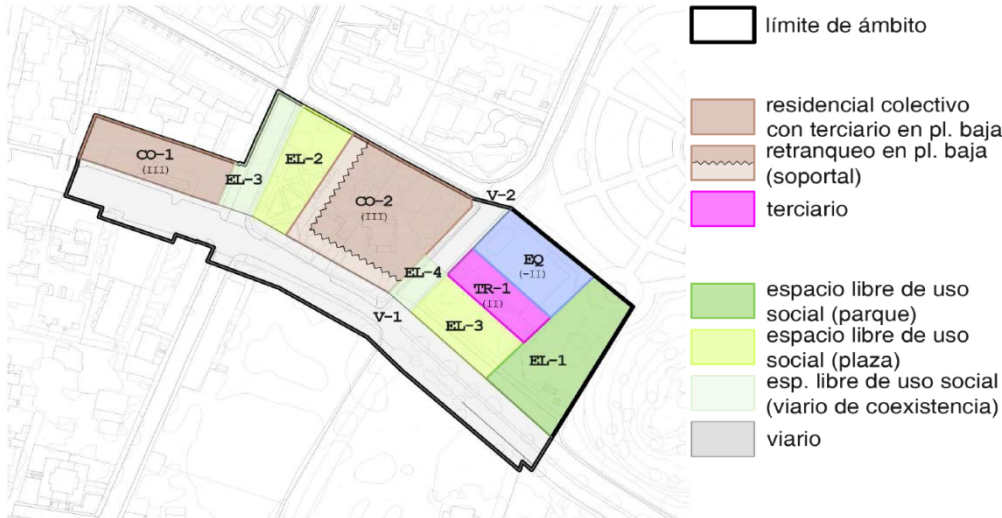 límite de ámbito
residencial colectivo
con terciario en pl. baja
retranqueo en pl. baja
(soportal)
terciario
espacio libre de uso
social (parque)
espacio libre de uso
social (plaza)
esp. libre de uso social
(viario de coexistencia)
viario
CO-1
(III)
EL-3
EL-2
CO-2
(III)
V-2
EQ
(-II)
EL-4
TR-1
(II)
V-1
EL-3
EL-1